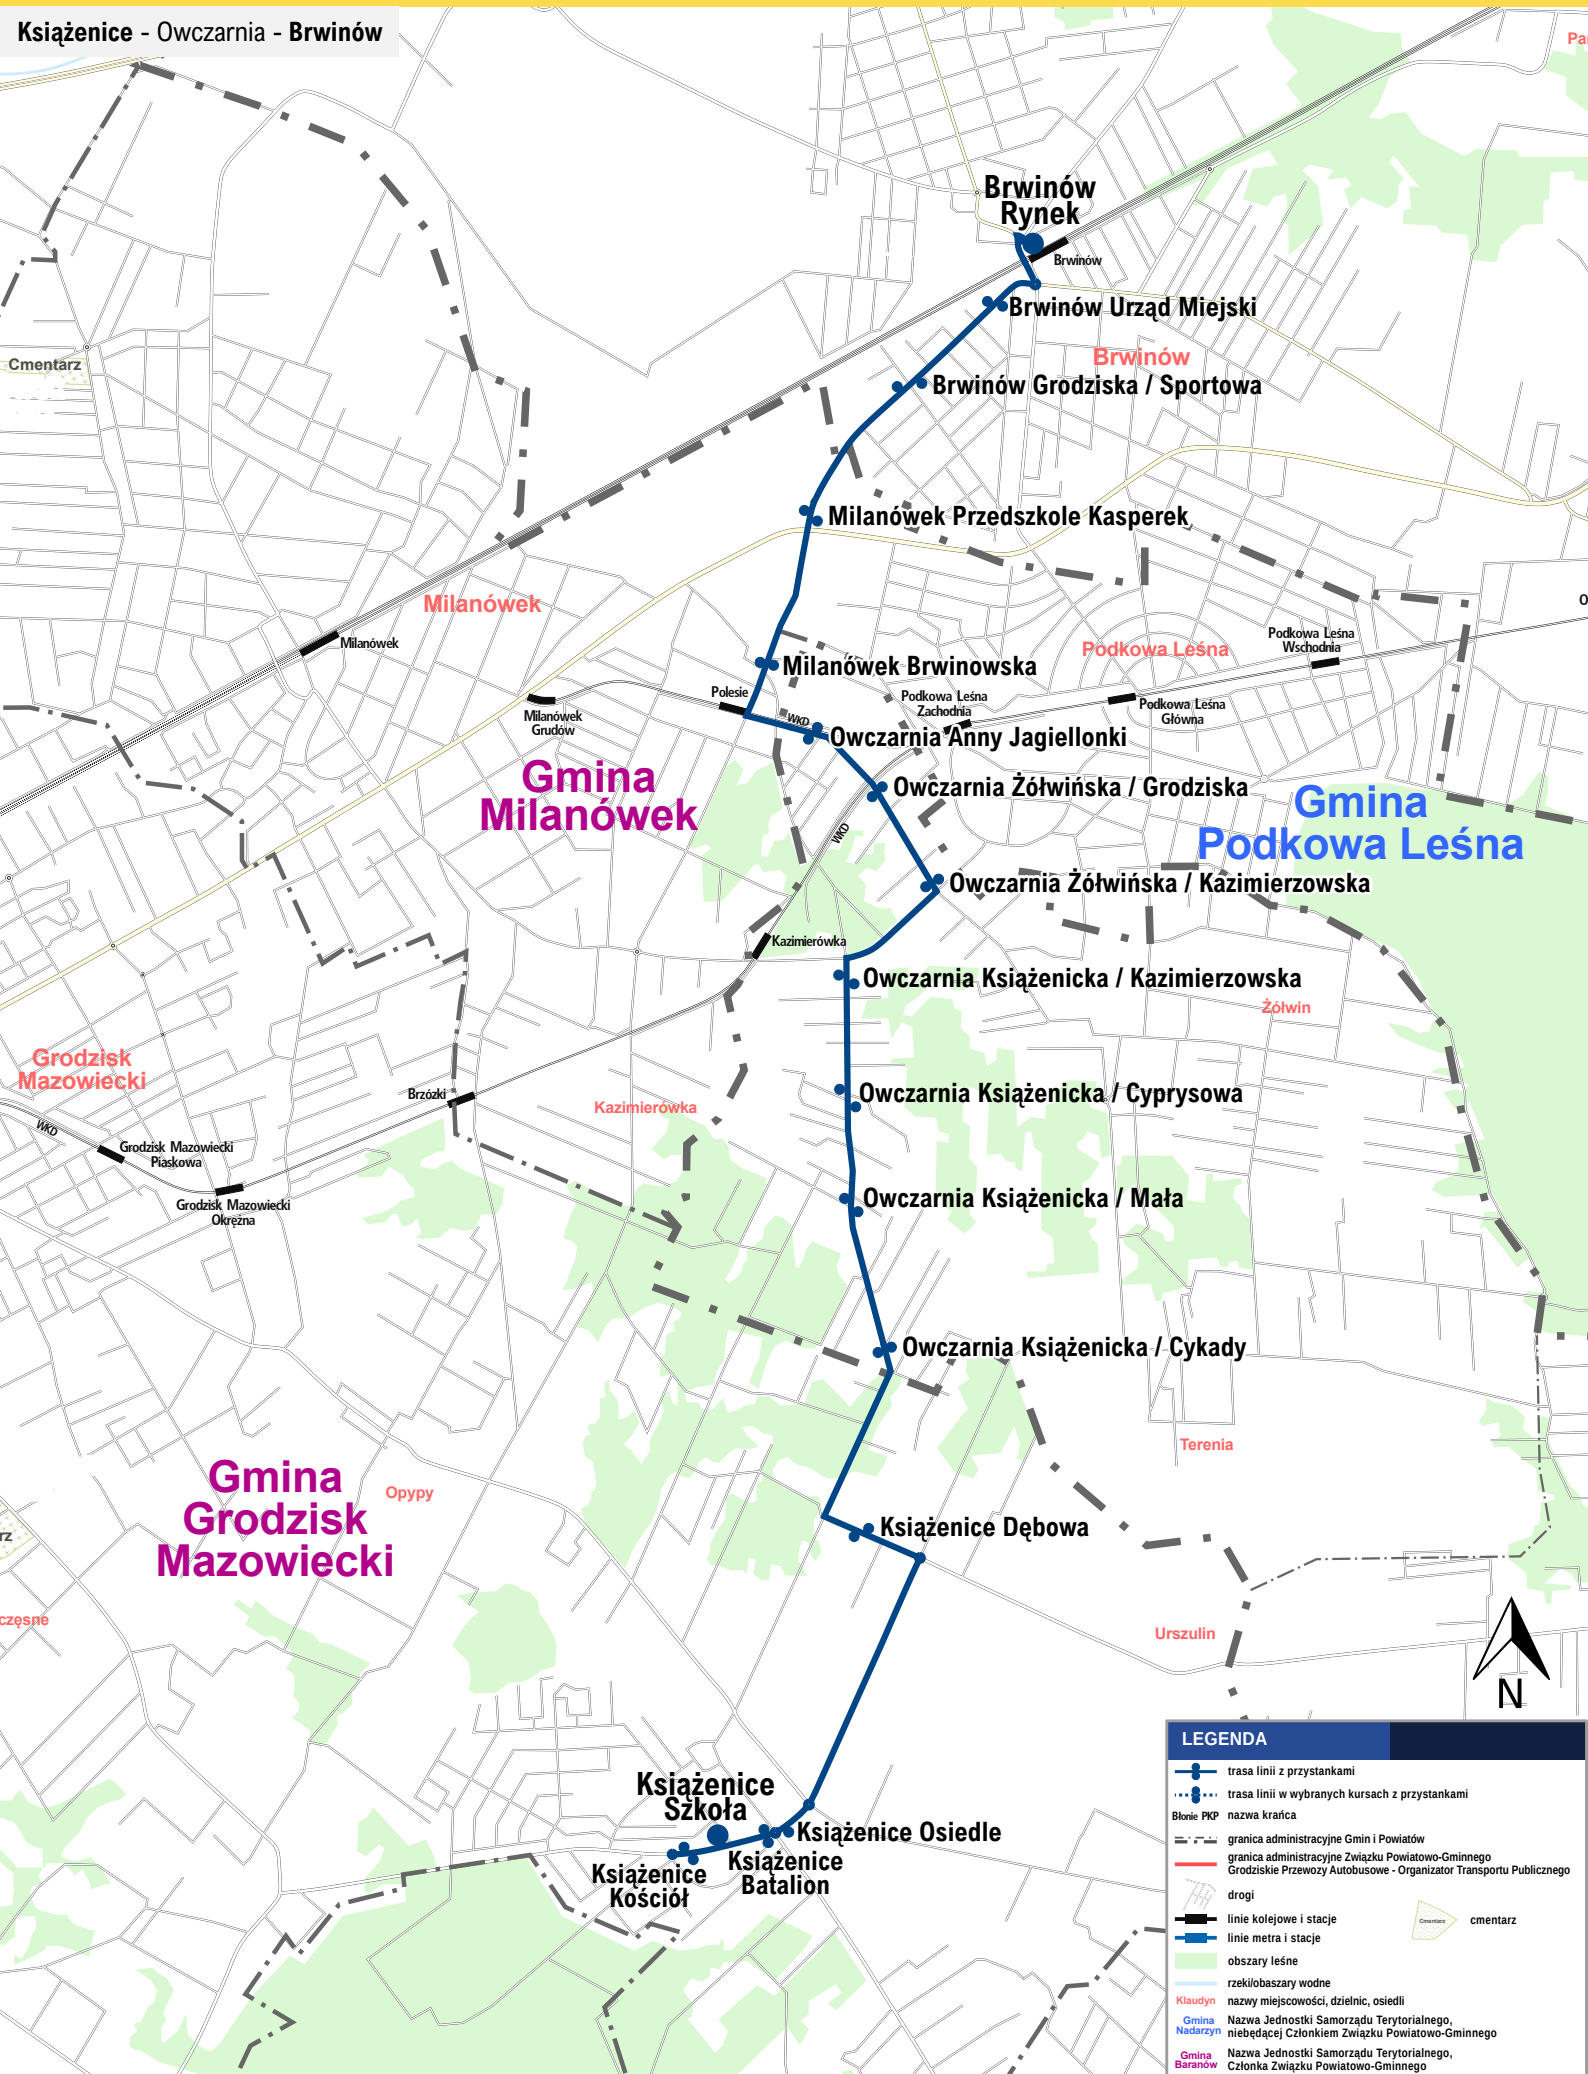 Książenice - Owczarnia - Brwinów
Brwinów
Rynek
Brwinów
Brwinów Urząd Miejski
Brwinów
Cmentarz
Brwinów Grodziska / Sportowa
Milanówek Przedszkole Kasperek
Milanówek
Milanówek
Podkowa Leśna
Podkowa Leśna
Wschodnia
Milanówek Brwinowska
Polesie
Podkowa Leśna
Zachodnia
Podkowa Leśna
Główna
Milanówek
Grudów
WKD
Owczarnia Anny Jagiellonki
Gmina
Milanówek
Owczarnia Żółwińska / Grodziska
Gmina
Podkowa Leśna
WKD
Owczarnia Żółwińska / Kazimierzowska
Kazimierówka
Owczarnia Książenicka / Kazimierzowska
Żółwin
Grodzisk
Mazowiecki
Brzózki
Kazimierówka
Owczarnia Książenicka / Cyprysowa
WKD
Grodzisk Mazowiecki
Piaskowa
Grodzisk Mazowiecki
Okrężna
Owczarnia Książenicka / Mała
Owczarnia Książenicka / Cykady
Terenia
Gmina
Grodzisk
Mazowiecki
Opypy
rz
Książenice Dębowa
częsne
Urszulin
N
Książenice
Szkoła
Książenice Osiedle
Książenice
Batalion
Książenice
Kościół
LEGENDA
trasa linii z przystankami
trasa linii w wybranych kursach z przystankami
Błonie PKP nazwa krańca
granica administracyjne Gmin i Powiatów
granica administracyjne Związku Powiatowo-Gminnego
Grodziskie Przewozy Autobusowe - Organizator Transportu Publicznego
drogi
linie kolejowe i stacje
Cmentarz cmentarz
linie metra i stacje
obszary leśne
rzeki/obaszary wodne
Klaudyn nazwy miejscowości, dzielnic, osiedli
Gmina
Nadarzyn
Nazwa Jednostki Samorządu Terytorialnego,
niebędącej Członkiem Związku Powiatowo-Gminnego
Gmina
Baranów
Nazwa Jednostki Samorządu Terytorialnego,
Członka Związku Powiatowo-Gminnego